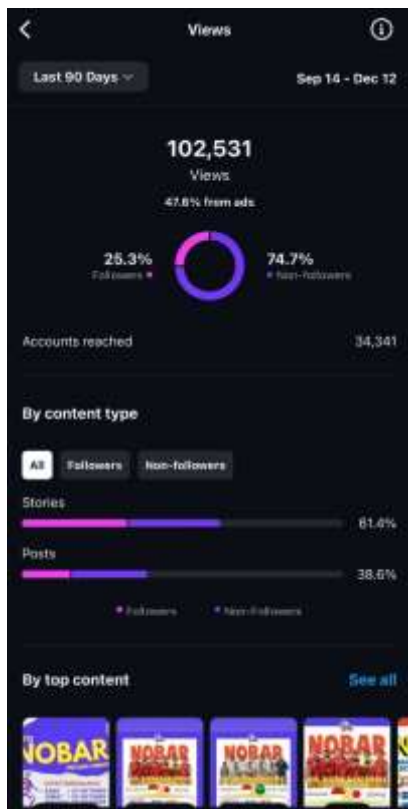 Views
Last 90 Days
Sep 14 - Dec 12
102,531
Views
47.6% from ads
25.3%
Followers
74.7%
Non-followers
Accounts reached
34,341
By content type
All
Followers
Non-followers
Stories
61.4%
Posts
38.6%
Followers
Non-Followers
By top content
See all
NOBAR
NOBAR
NOBAR
NOBAR